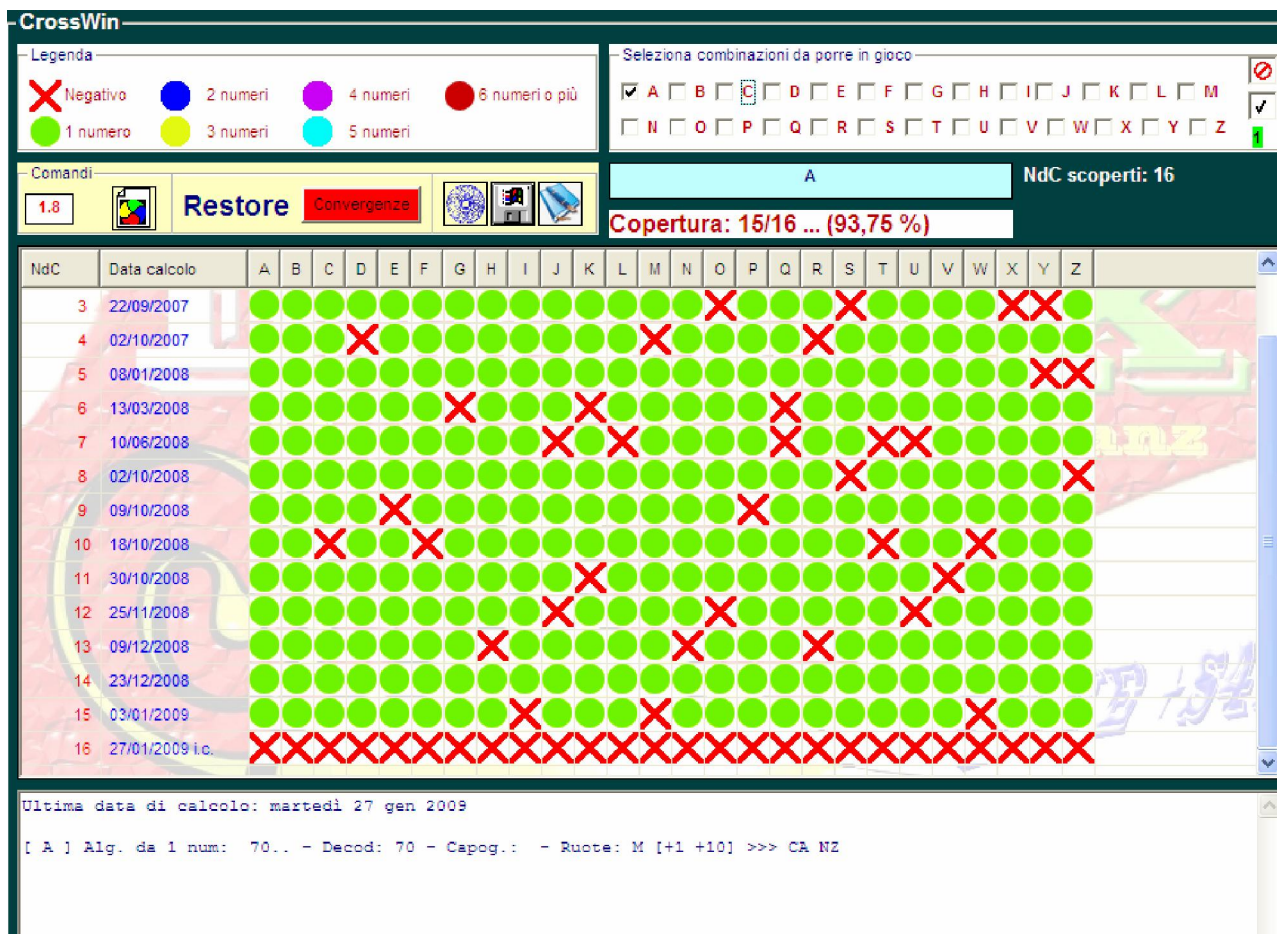 CrossWin
Legenda
Negativo 2 numeri 4 numeri 6 numeri o più
1 numero 3 numeri 5 numeri
Seleziona combinazioni da porre in gioco
A B C D E F G H I J K L M
N O P Q R S T U V W X Y Z
1
Comandi
1.8 Restore Convergenze
A
NdC scoperti: 16
Copertura: 15/16 ... (93,75 %)
NdC Data calcolo A B C D E F G H I J K L M N O P Q R S T U V W X Y Z
3 22/09/2007
4 02/10/2007
5 08/01/2008
6 13/03/2008
7 10/06/2008
8 02/10/2008
9 09/10/2008
10 18/10/2008
11 30/10/2008
12 25/11/2008
13 09/12/2008
14 23/12/2008
15 03/01/2009
16 27/01/2009 i.c.
Ultima data di calcolo: martedì 27 gen 2009
[ A ] Alg. da 1 num: 70.. - Decod: 70 - Capog.: - Ruote: M [+1 +10] >>> CA NZ